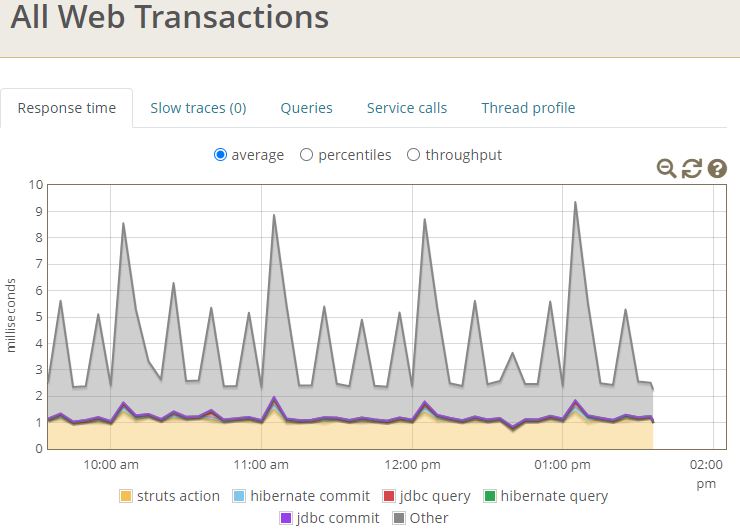 All Web Transactions
Response time Slow traces (0) Queries Service calls Thread profile
average percentiles throughput
10
9
8
7
6
5
4
3
2
1
0
milliseconds
10:00 am 11:00 am 12:00 pm 01:00 pm 02:00 pm
struts action hibernate commit jdbc query hibernate query
jdbc commit Other